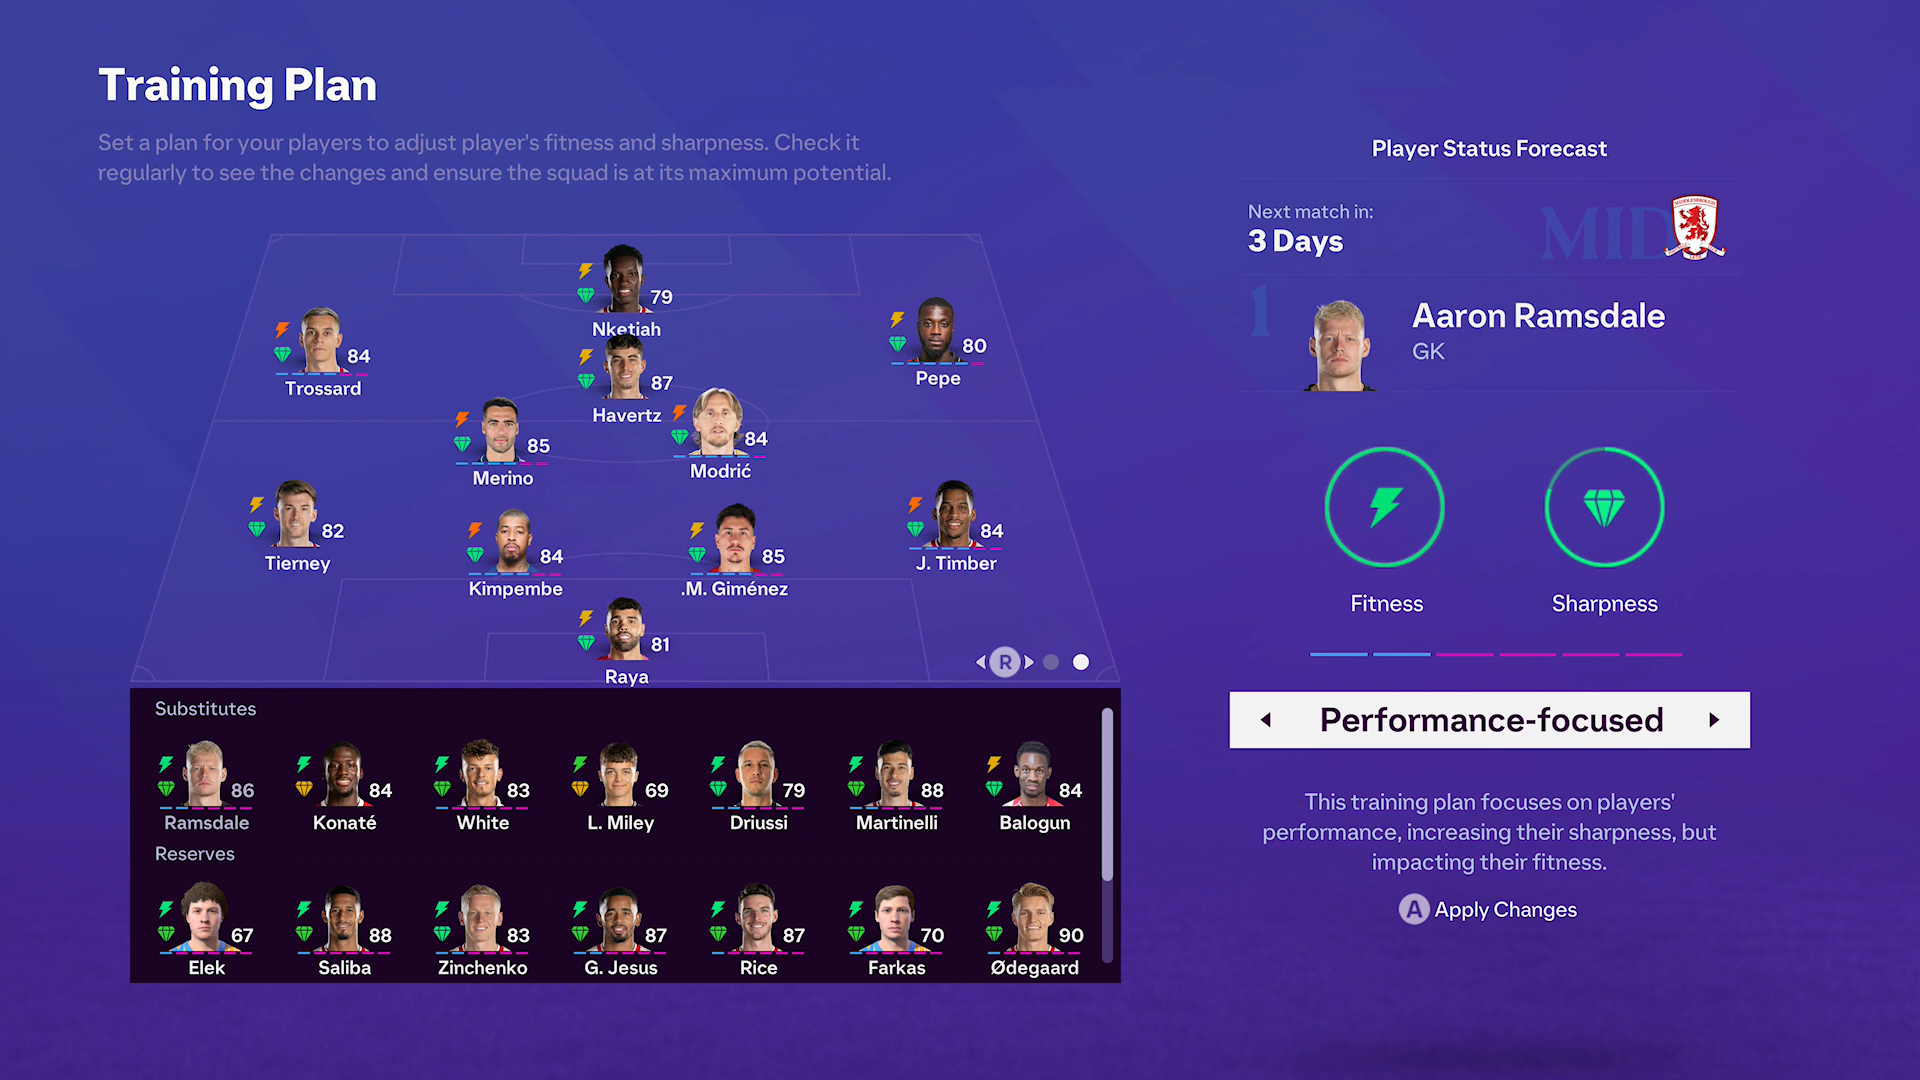 Training Plan
Set a plan for your players to adjust player's fitness and sharpness. Check it
regularly to see the changes and ensure the squad is at its maximum potential.
79
Nketiah
84
Trossard
80
Pepe
87
Havertz
85
Merino
84
Modrić
82
Tierney
84
Kimpembe
85
.M. Giménez
84
J. Timber
81
Raya
R
Substitutes
86 84 83 69 79 88 84
Ramsdale Konaté White L. Miley Driussi Martinelli Balogun
Reserves
67 88 83 87 87 70 90
Elek Saliba Zinchenko G. Jesus Rice Farkas Ødegaard
Player Status Forecast
Next match in:
3 Days
MID
1
Aaron Ramsdale
GK
Fitness Sharpness
Performance-focused
This training plan focuses on players'
performance, increasing their sharpness, but
impacting their fitness.
A Apply Changes